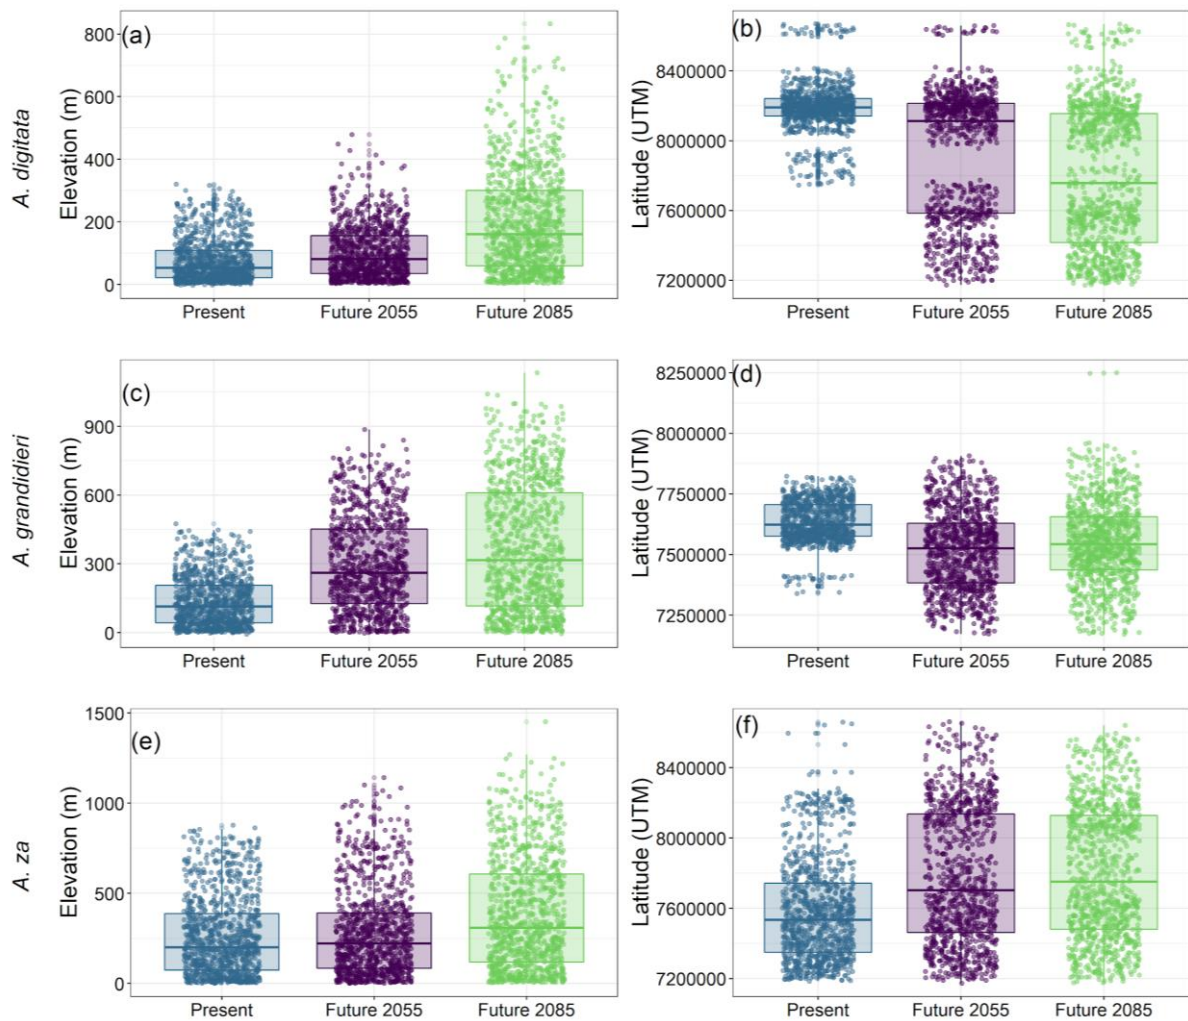 (a)
A. digitata
Elevation (m)
800
600
400
200
0
Present Future 2055 Future 2085
(b)
Latitude (UTM)
8400000
8000000
7600000
7200000
Present Future 2055 Future 2085
(c)
A. grandidieri
Elevation (m)
900
600
300
0
Present Future 2055 Future 2085
(d)
Latitude (UTM)
8250000
8000000
7750000
7500000
7250000
Present Future 2055 Future 2085
(e)
A. za
Elevation (m)
1500
1000
500
0
Present Future 2055 Future 2085
(f)
Latitude (UTM)
8400000
8000000
7600000
7200000
Present Future 2055 Future 2085